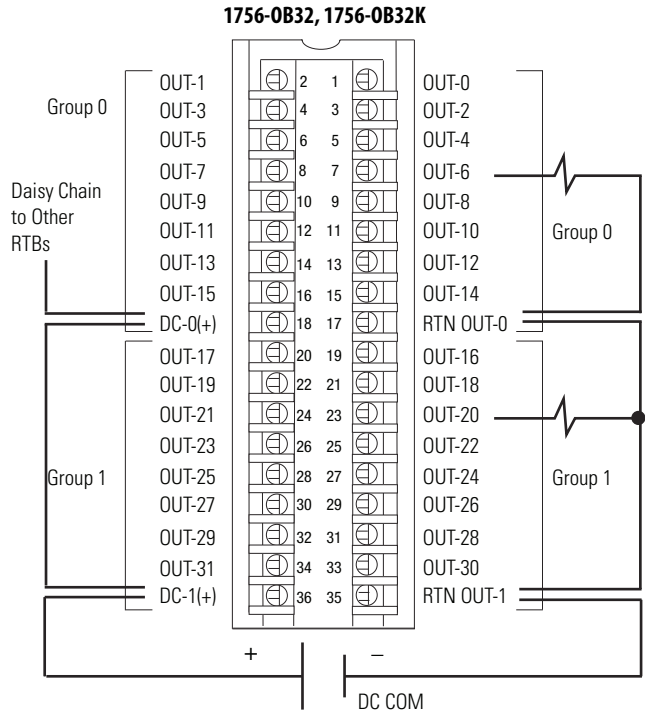 1756-OB32, 1756-OB32K
OUT-1 2 1 OUT-0
Group 0
OUT-3 4 3 OUT-2
OUT-5 6 5 OUT-4
OUT-7 8 7 OUT-6
Daisy Chain
to Other
RTBs
OUT-9 10 9 OUT-8
OUT-11 12 11 OUT-10
Group 0
OUT-13 14 13 OUT-12
OUT-15 16 15 OUT-14
DC-0(+) 18 17 RTN OUT-0
OUT-17 20 19 OUT-16
OUT-19 22 21 OUT-18
OUT-21 24 23 OUT-20
OUT-23 26 25 OUT-22
Group 1
OUT-25 28 27 OUT-24
Group 1
OUT-27 30 29 OUT-26
OUT-29 32 31 OUT-28
OUT-31 34 33 OUT-30
DC-1(+) 36 35 RTN OUT-1
+ –
DC COM